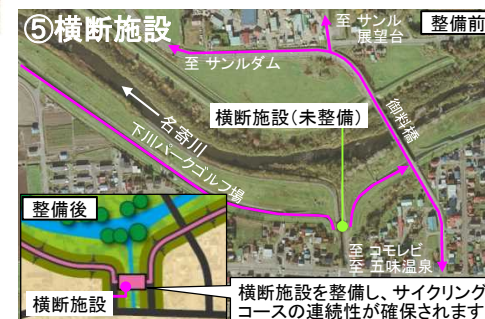 ⑤横断施設
整備前
至 サンル
展望台
至 サンルダム
御料橋
横断施設（未整備）
名寄川
下川パークゴルフ場
整備後
至 コモレビ
至 五味温泉
横断施設
横断施設を整備し、サイクリング
コースの連続性が確保されます